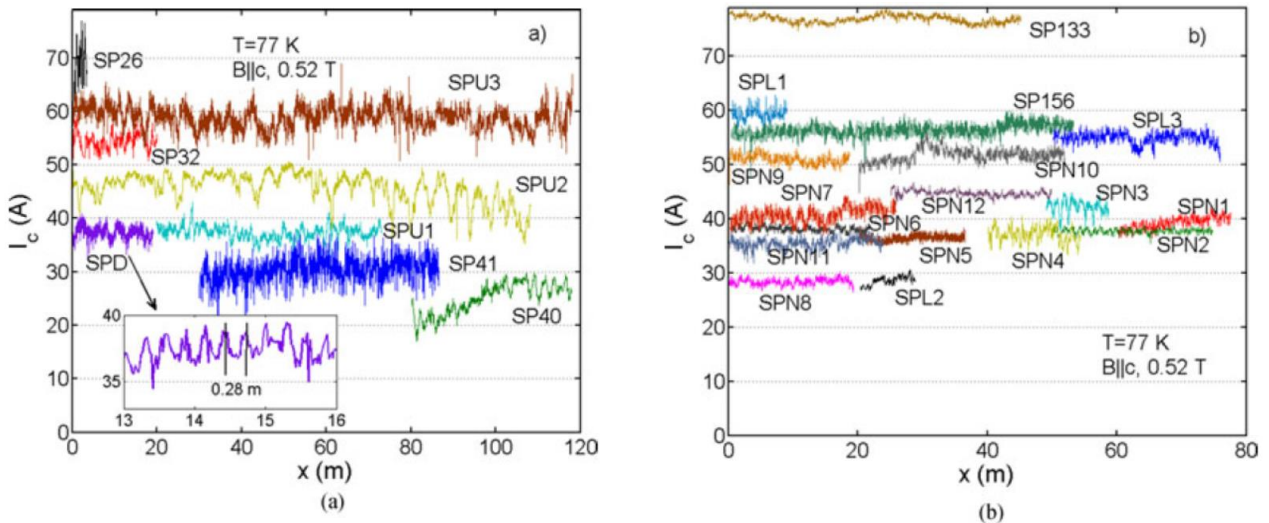 a)
SP26
T=77 K
B||c, 0.52 T
SPU3
SP32
SPU2
SPU1
SPD
SP41
SP40
40
35
0.28 m
13 14 15 16
70
60
50
40
30
20
10
0
I_c (A)
0 20 40 60 80 100 120
x (m)
(a)
b)
SP133
SPL1
SP156
SPL3
SPN9
SPN10
SPN7
SPN12
SPN3
SPN6
SPN1
SPN11
SPN5
SPN4
SPN2
SPN8
SPL2
T=77 K
B||c, 0.52 T
70
60
50
40
30
20
10
0
0 20 40 60 80
x (m)
(b)